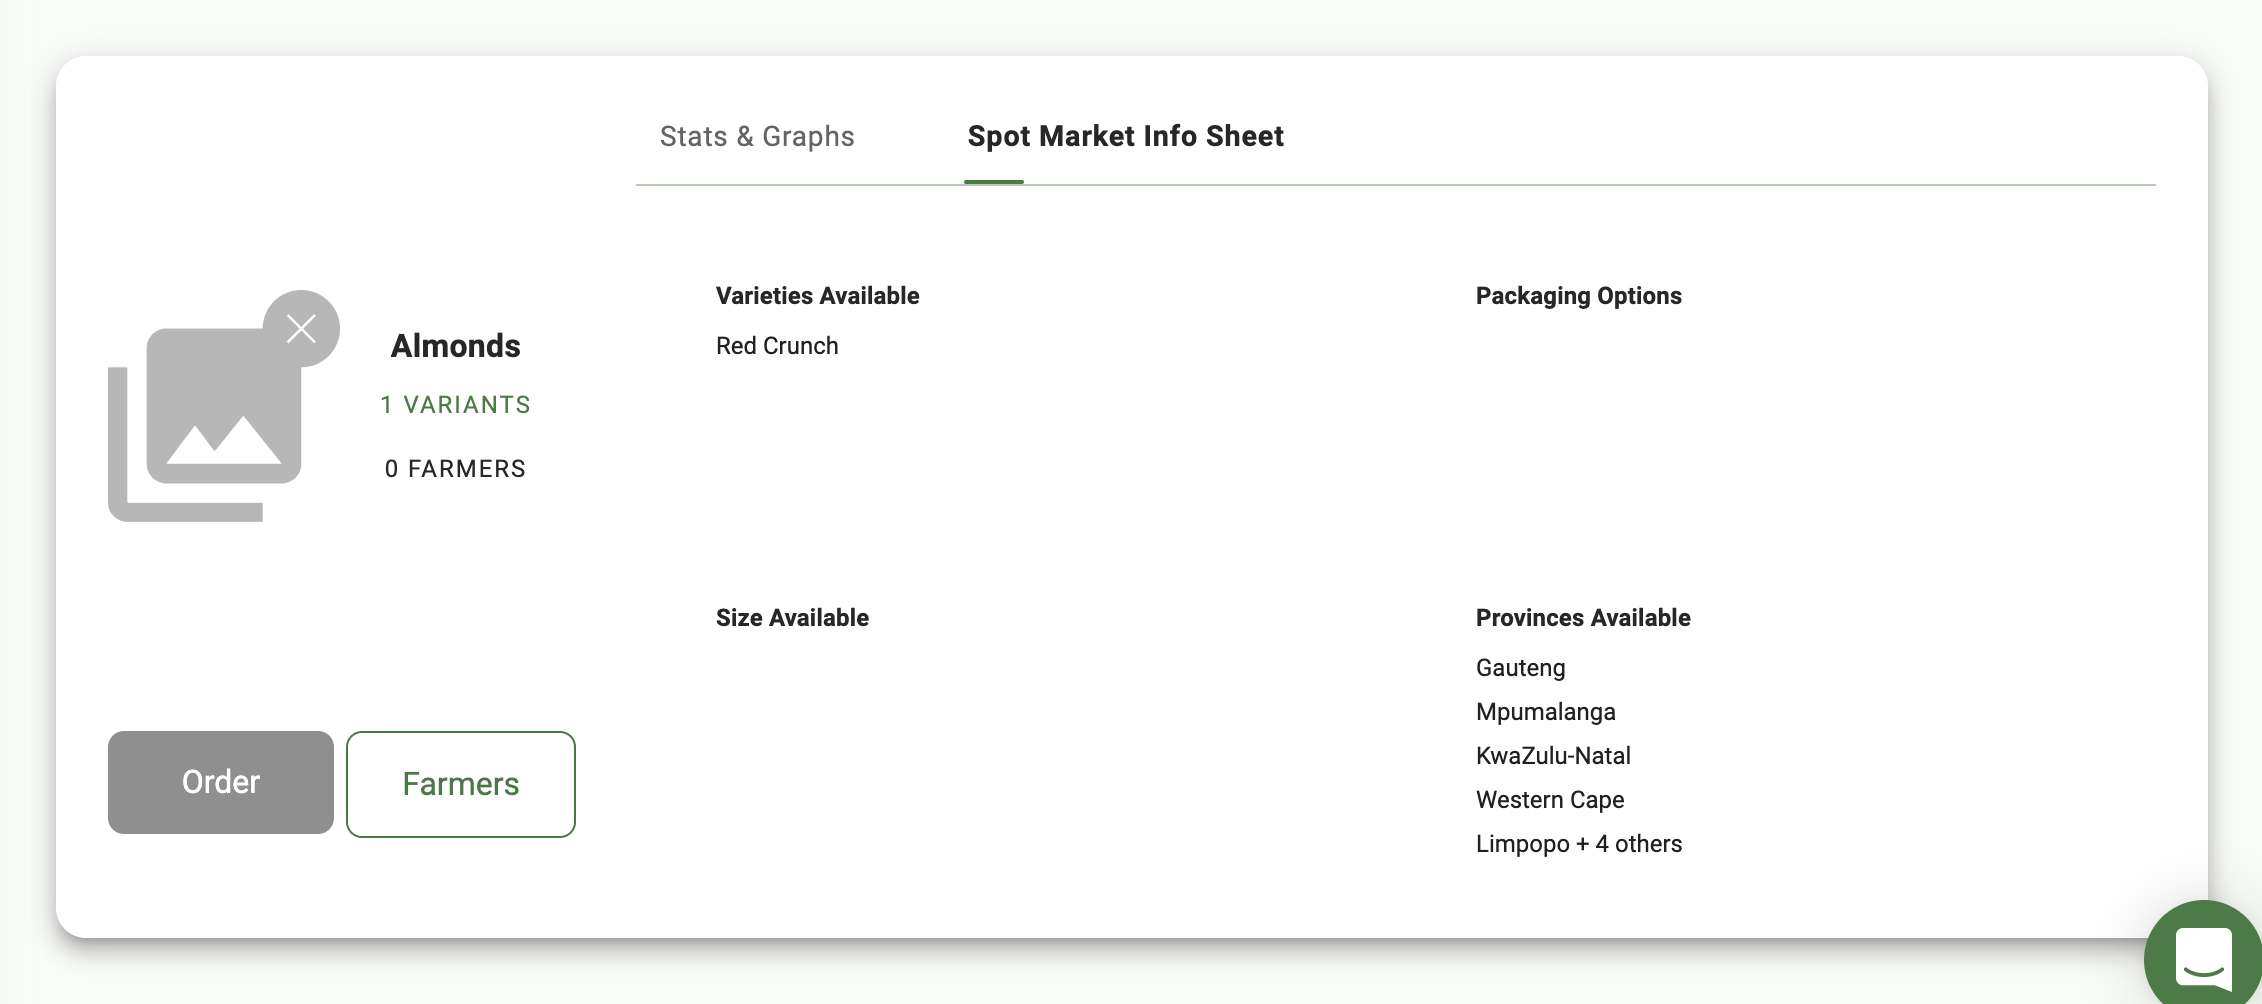 Stats & Graphs
Spot Market Info Sheet
Almonds
1 VARIANTS
0 FARMERS
Order
Farmers
Varieties Available
Red Crunch
Packaging Options
Size Available
Provinces Available
Gauteng
Mpumalanga
KwaZulu-Natal
Western Cape
Limpopo + 4 others